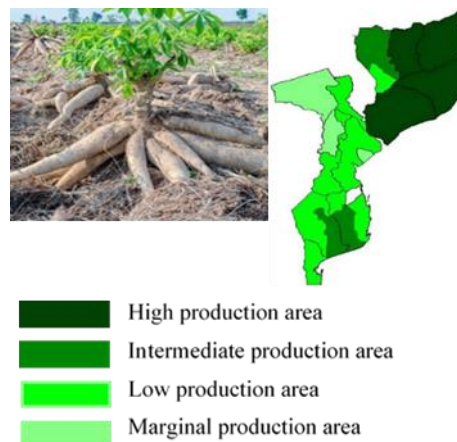 High production area
Intermediate production area
Low production area
Marginal production area